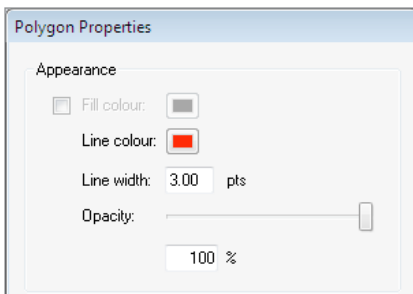 Polygon Properties
Appearance
Fill colour:
Line colour:
Line width: 3.00 pts
Opacity:
100 %